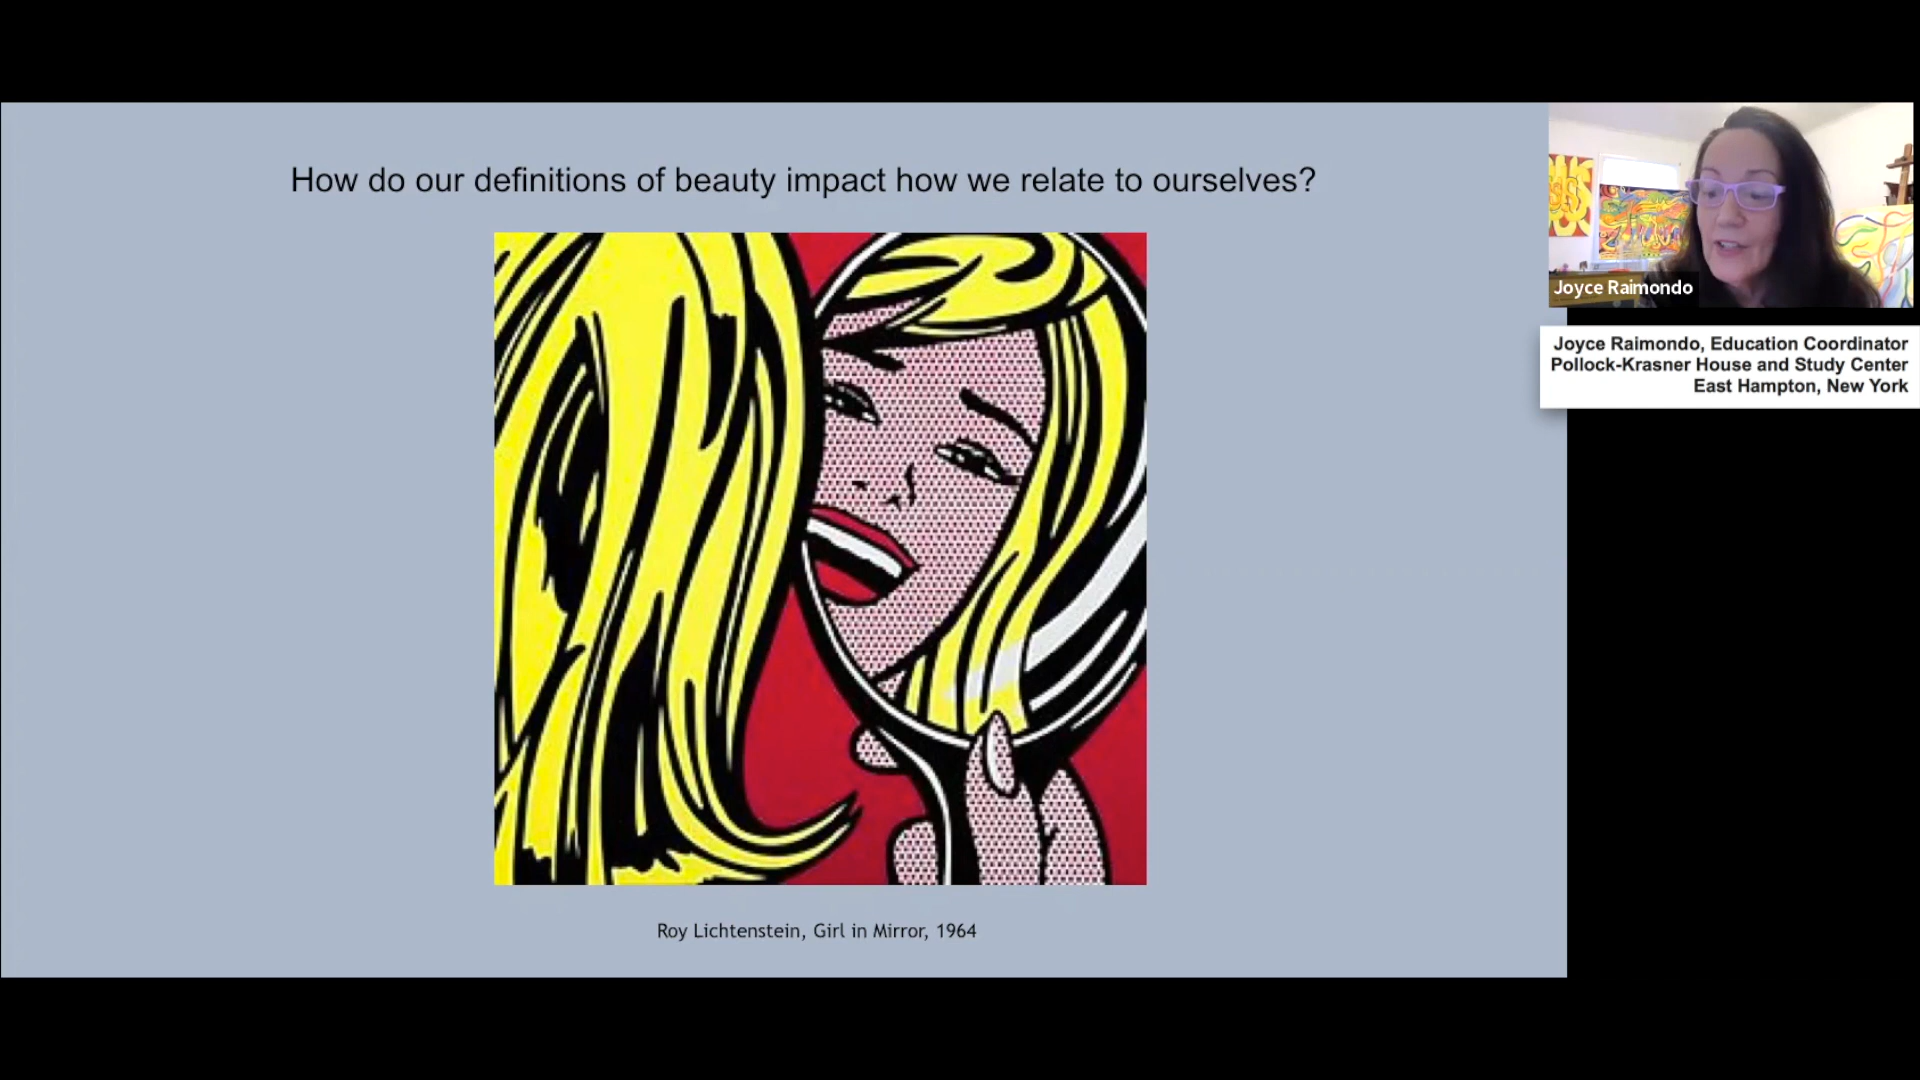 How do our definitions of beauty impact how we relate to ourselves?
Roy Lichtenstein, Girl in Mirror, 1964
Joyce Raimondo
Joyce Raimondo, Education Coordinator
Pollock-Krasner House and Study Center
East Hampton, New York